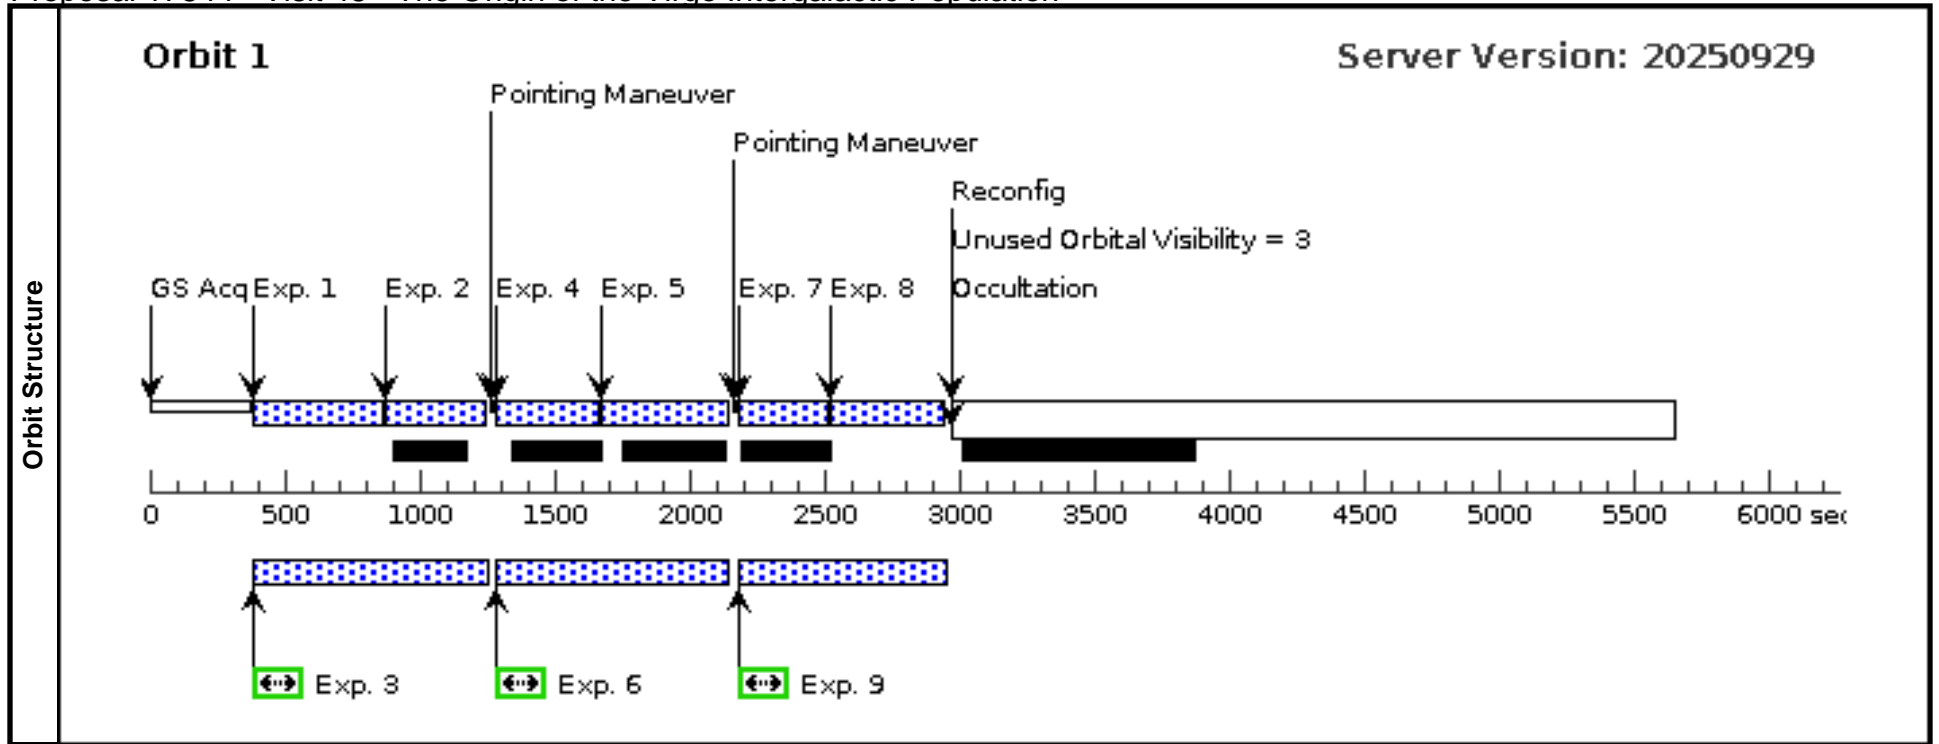 Orbit 1
Server Version: 20250929
Pointing Maneuver
Pointing Maneuver
Reconfig
Unused Orbital Visibility = 3
GS Acq Exp. 1 Exp. 2 Exp. 4 Exp. 5 Exp. 7 Exp. 8 Occultation
Orbit Structure
0 500 1000 1500 2000 2500 3000 3500 4000 4500 5000 5500 6000 sec
Exp. 3 Exp. 6 Exp. 9